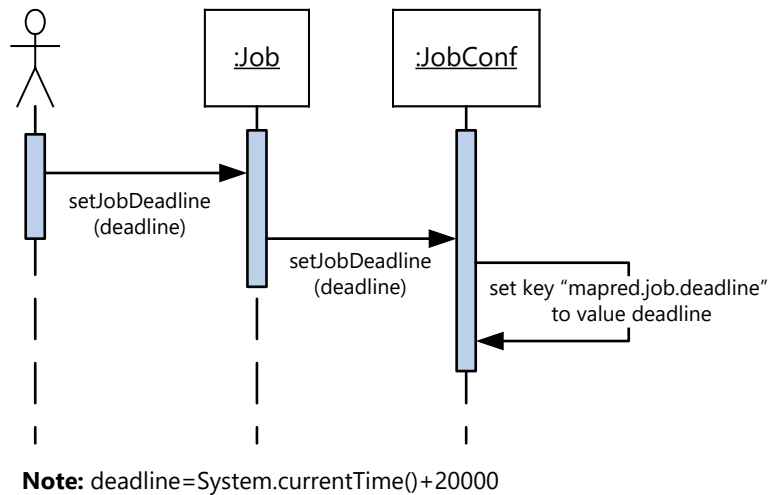 :Job
:JobConf
setJobDeadline
(deadline)
setJobDeadline
(deadline)
set key “mapred.job.deadline”
to value deadline
Note: deadline=System.currentTime()+20000